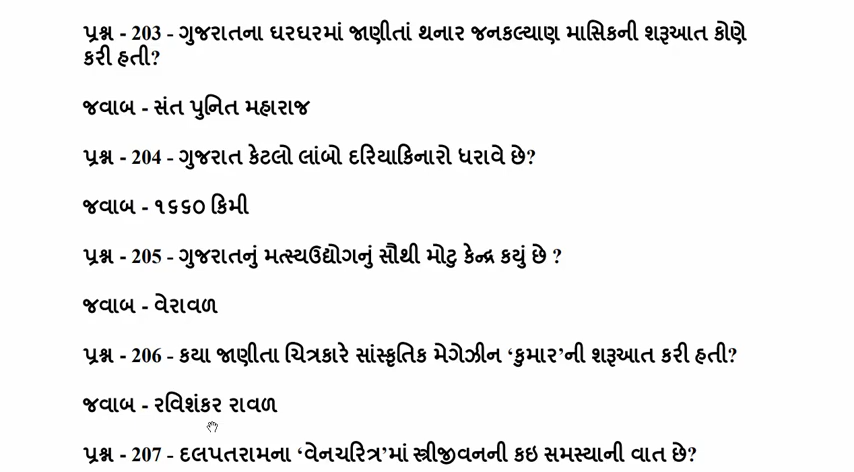 પ્રશ્ન - 203 - ગુજરાતના ઘરઘરમાં જાણીતાં થનાર જનકલ્યાણ માસિકની શરૂઆત કોણે
કરી હતી?
જવાબ - સંત પુનિત મહારાજ
પ્રશ્ન - 204 - ગુજરાત કેટલો લાંબો દરિયાકિનારો ધરાવે છે?
જવાબ - ૧૬૬૦ કિમી
પ્રશ્ન - 205 - ગુજરાતનું મત્સ્યઉદ્યોગનું સૌથી મોટુ કેન્દ્ર કયું છે ?
જવાબ - વેરાવળ
પ્રશ્ન - 206 - કયા જાણીતા ચિત્રકારે સાંસ્કૃતિક મેગેઝીન ‘કુમાર’ની શરૂઆત કરી હતી?
જવાબ - રવિશંકર રાવળ
પ્રશ્ન - 207 - દલપતરામના ‘વેનચરિત્ર’માં સ્ત્રીજીવનની કઇ સમસ્યાની વાત છે?